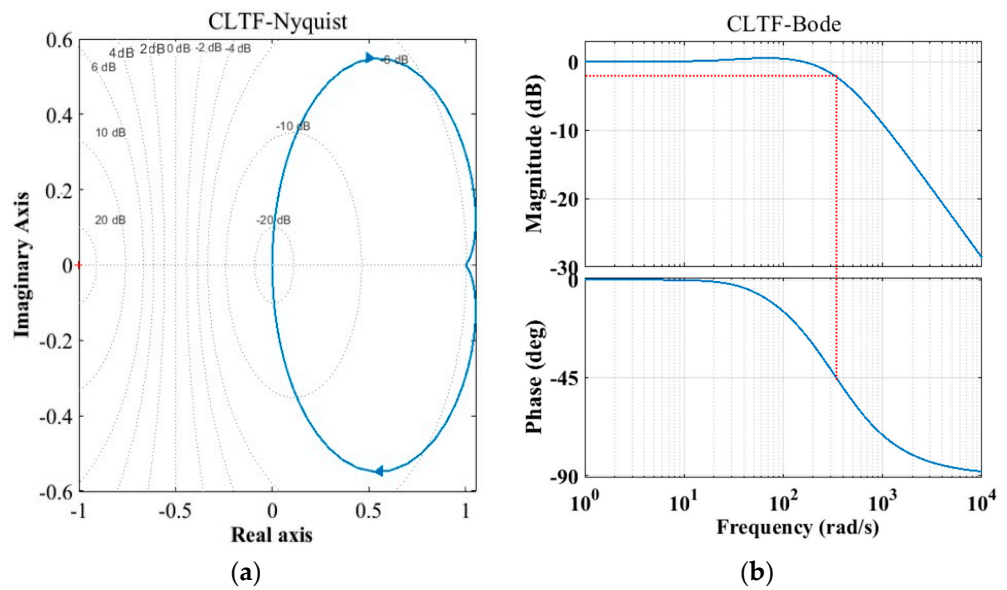 CLTF-Nyquist
0.6
0.4
0.2
0
-0.2
-0.4
-0.6
-1
-0.5
0
0.5
1
Imaginary Axis
Real axis
4 dB
2 dB
0 dB
-2 dB
-4 dB
6 dB
-6 dB
10 dB
-10 dB
20 dB
-20 dB
(a)
CLTF-Bode
0
-10
-20
-30
Magnitude (dB)
0
-45
-90
Phase (deg)
10^0
10^1
10^2
10^3
10^4
Frequency (rad/s)
(b)